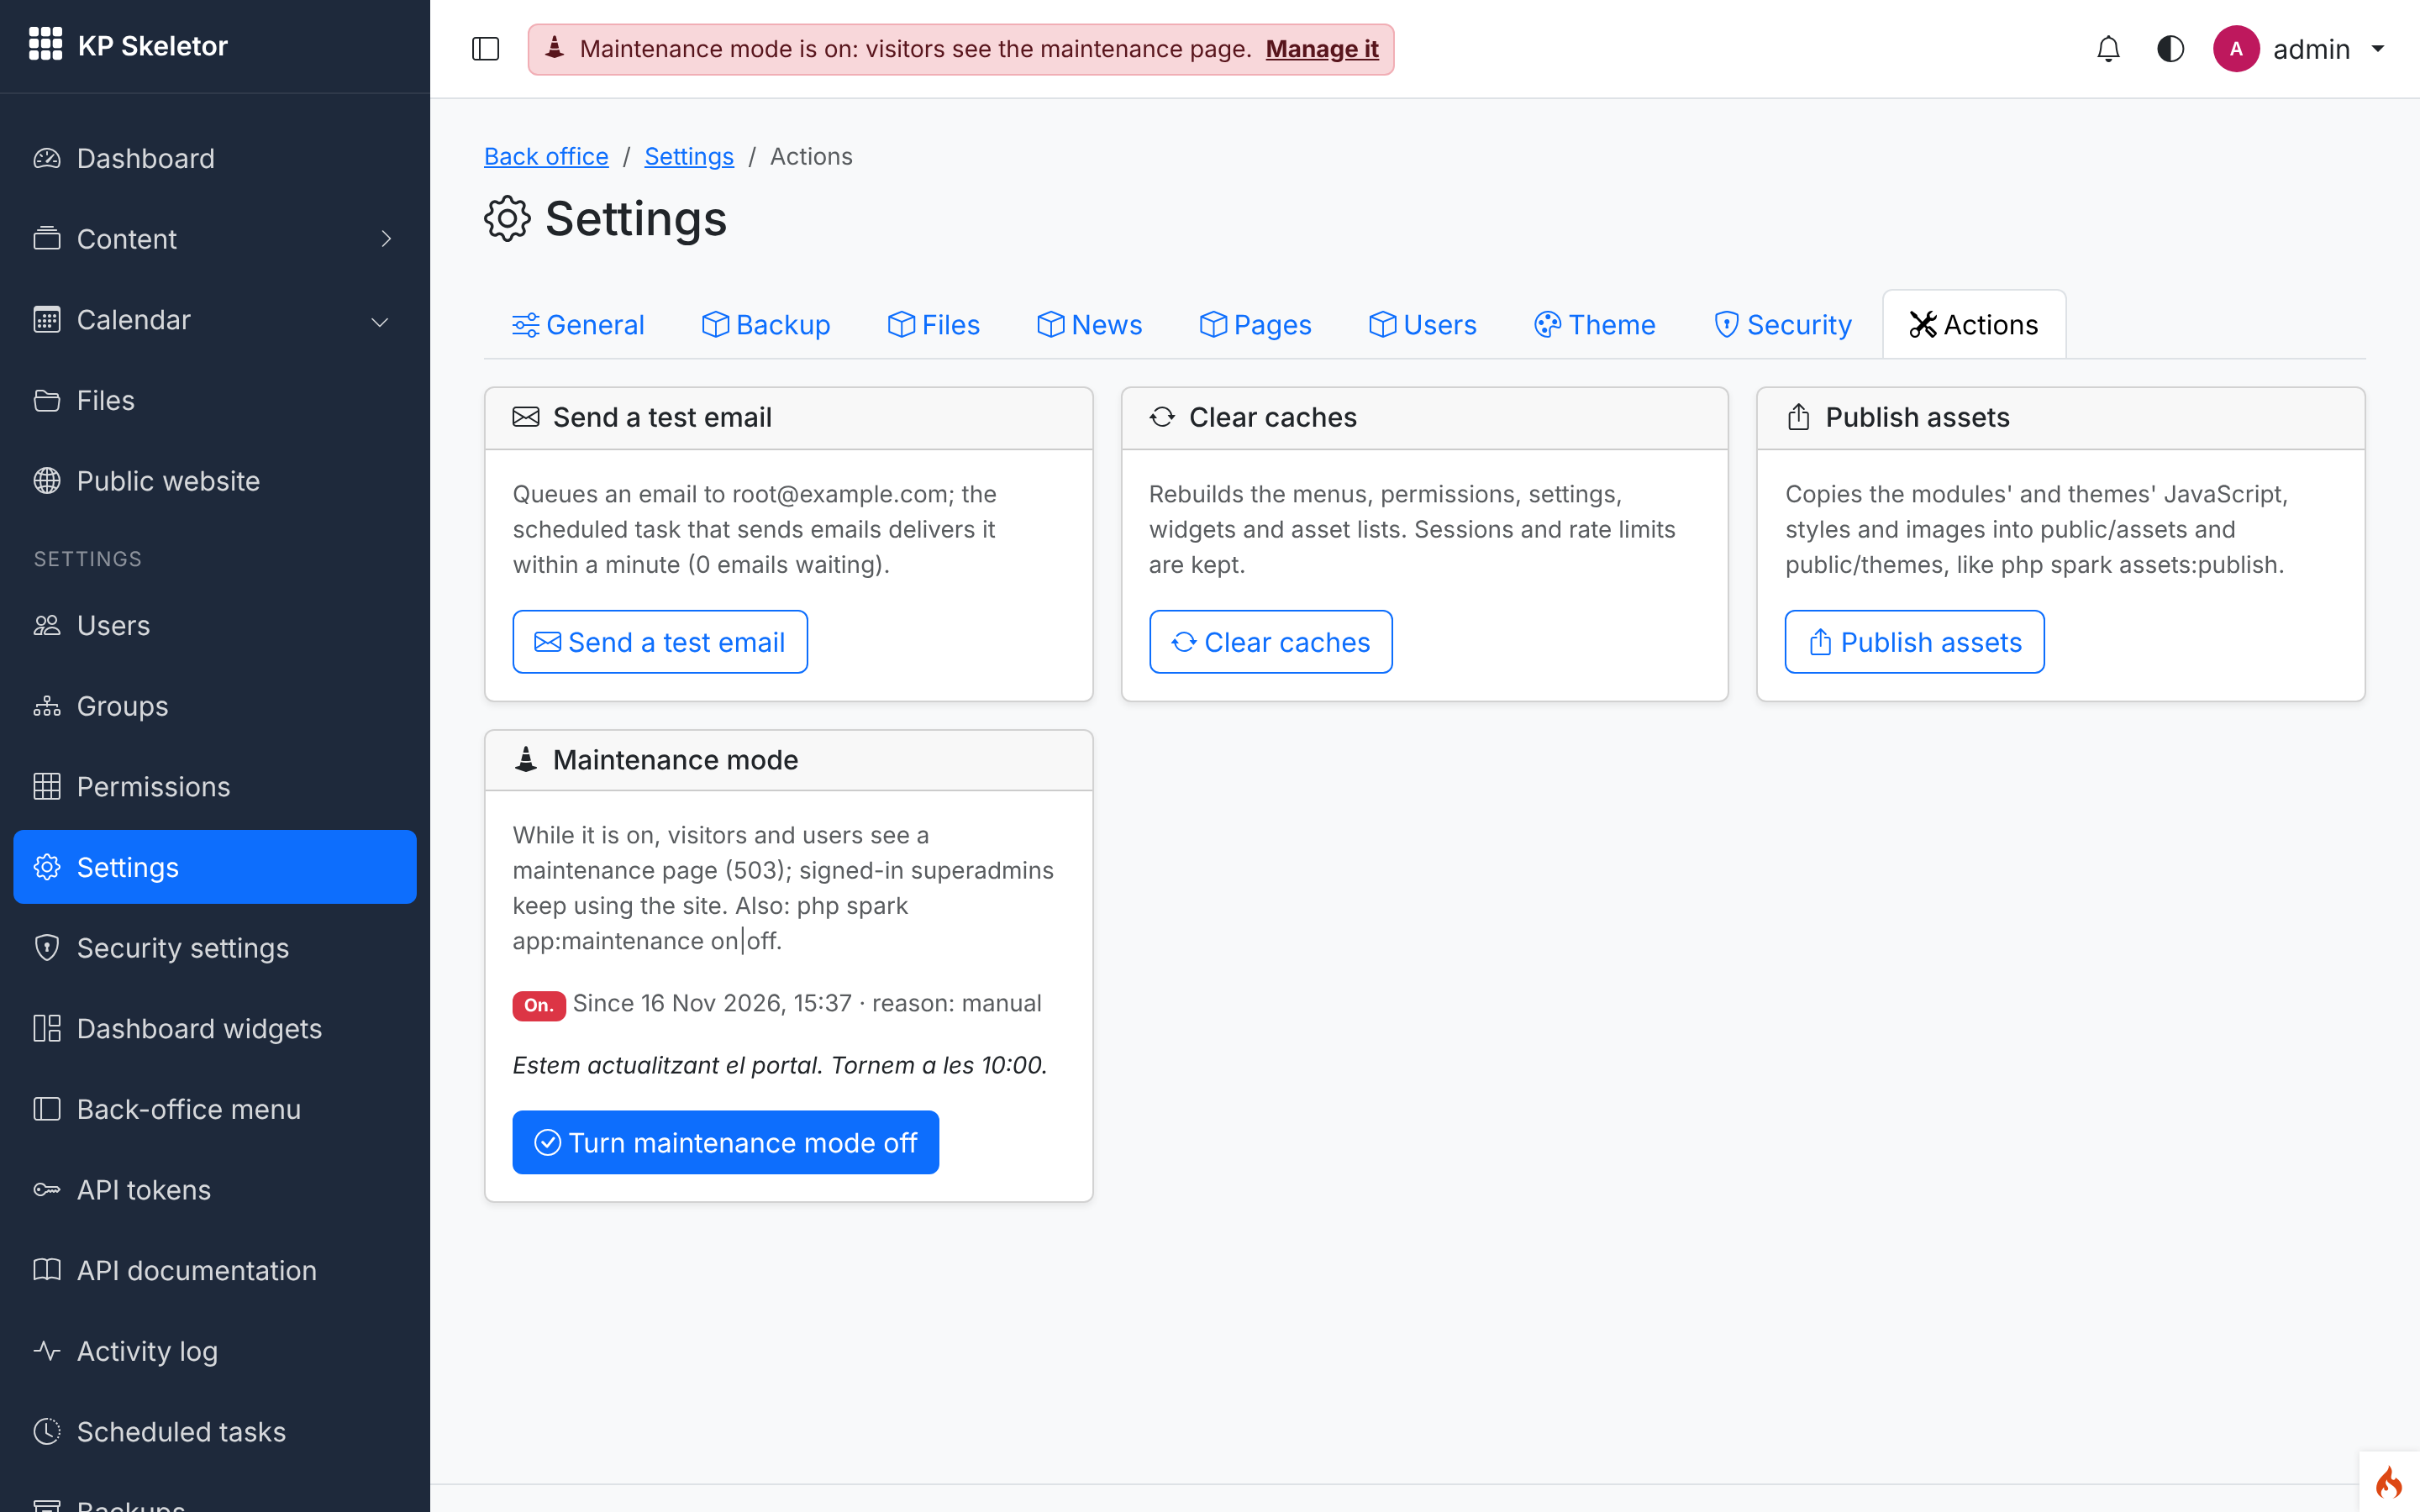 KP Skeletor
Maintenance mode is on: visitors see the maintenance page. Manage it
A
admin
Dashboard
Content
Calendar
Files
Public website
SETTINGS
Users
Groups
Permissions
Settings
Security settings
Dashboard widgets
Back-office menu
API tokens
API documentation
Activity log
Scheduled tasks
Backups
Back office / Settings / Actions
Settings
General
Backup
Files
News
Pages
Users
Theme
Security
Actions
Send a test email
Queues an email to root@example.com; the
scheduled task that sends emails delivers it
within a minute (0 emails waiting).
Send a test email
Clear caches
Rebuilds the menus, permissions, settings,
widgets and asset lists. Sessions and rate limits
are kept.
Clear caches
Publish assets
Copies the modules' and themes' JavaScript,
styles and images into public/assets and
public/themes, like php spark assets:publish.
Publish assets
Maintenance mode
While it is on, visitors and users see a
maintenance page (503); signed-in superadmins
keep using the site. Also: php spark
app:maintenance on|off.
On. Since 16 Nov 2026, 15:37 · reason: manual
Estem actualitzant el portal. Tornem a les 10:00.
Turn maintenance mode off